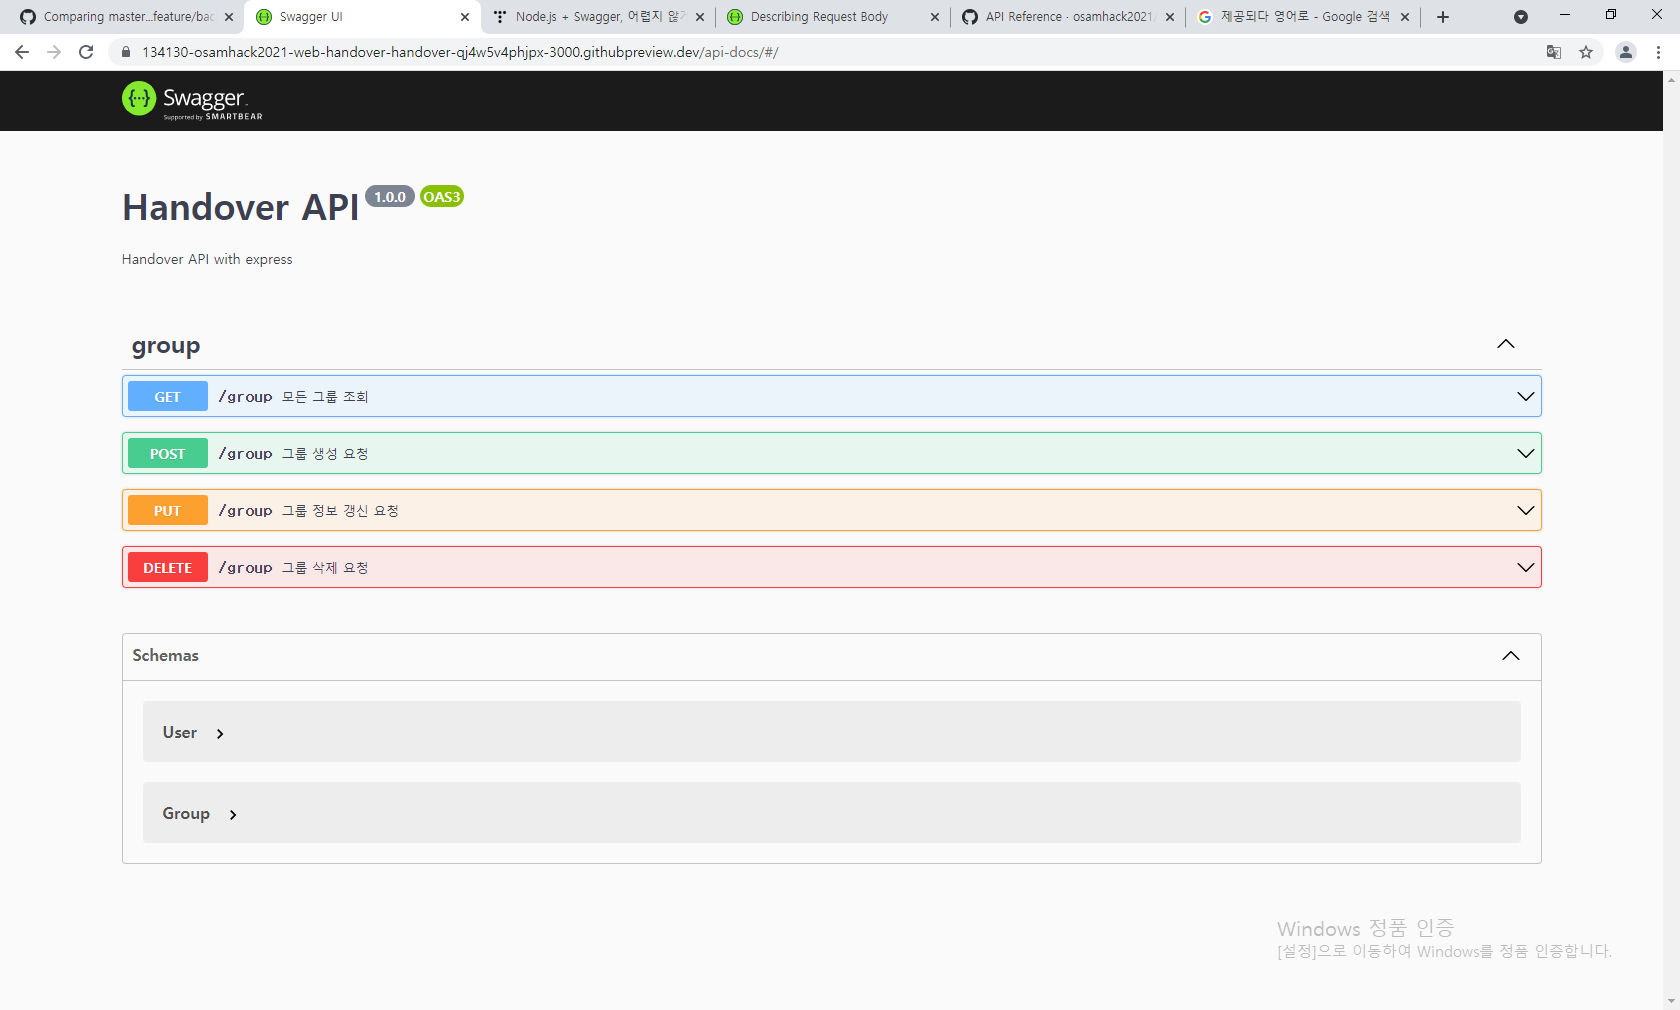 Comparing master...feature/bac
Swagger UI
Node.js + Swagger, 어렵지 않
Describing Request Body
API Reference · osamhack2021/
제공되다 영어로 - Google 검색
134130-osamhack2021-web-handover-handover-qj4w5v4phjpx-3000.githubpreview.dev/api-docs/#/
{...} Swagger
Supported by SMARTBEAR
Handover API 1.0.0 OAS3
Handover API with express
group
GET /group 모든 그룹 조회
POST /group 그룹 생성 요청
PUT /group 그룹 정보 갱신 요청
DELETE /group 그룹 삭제 요청
Schemas
User
Group
Windows 정품 인증
[설정]으로 이동하여 Windows를 정품 인증합니다.